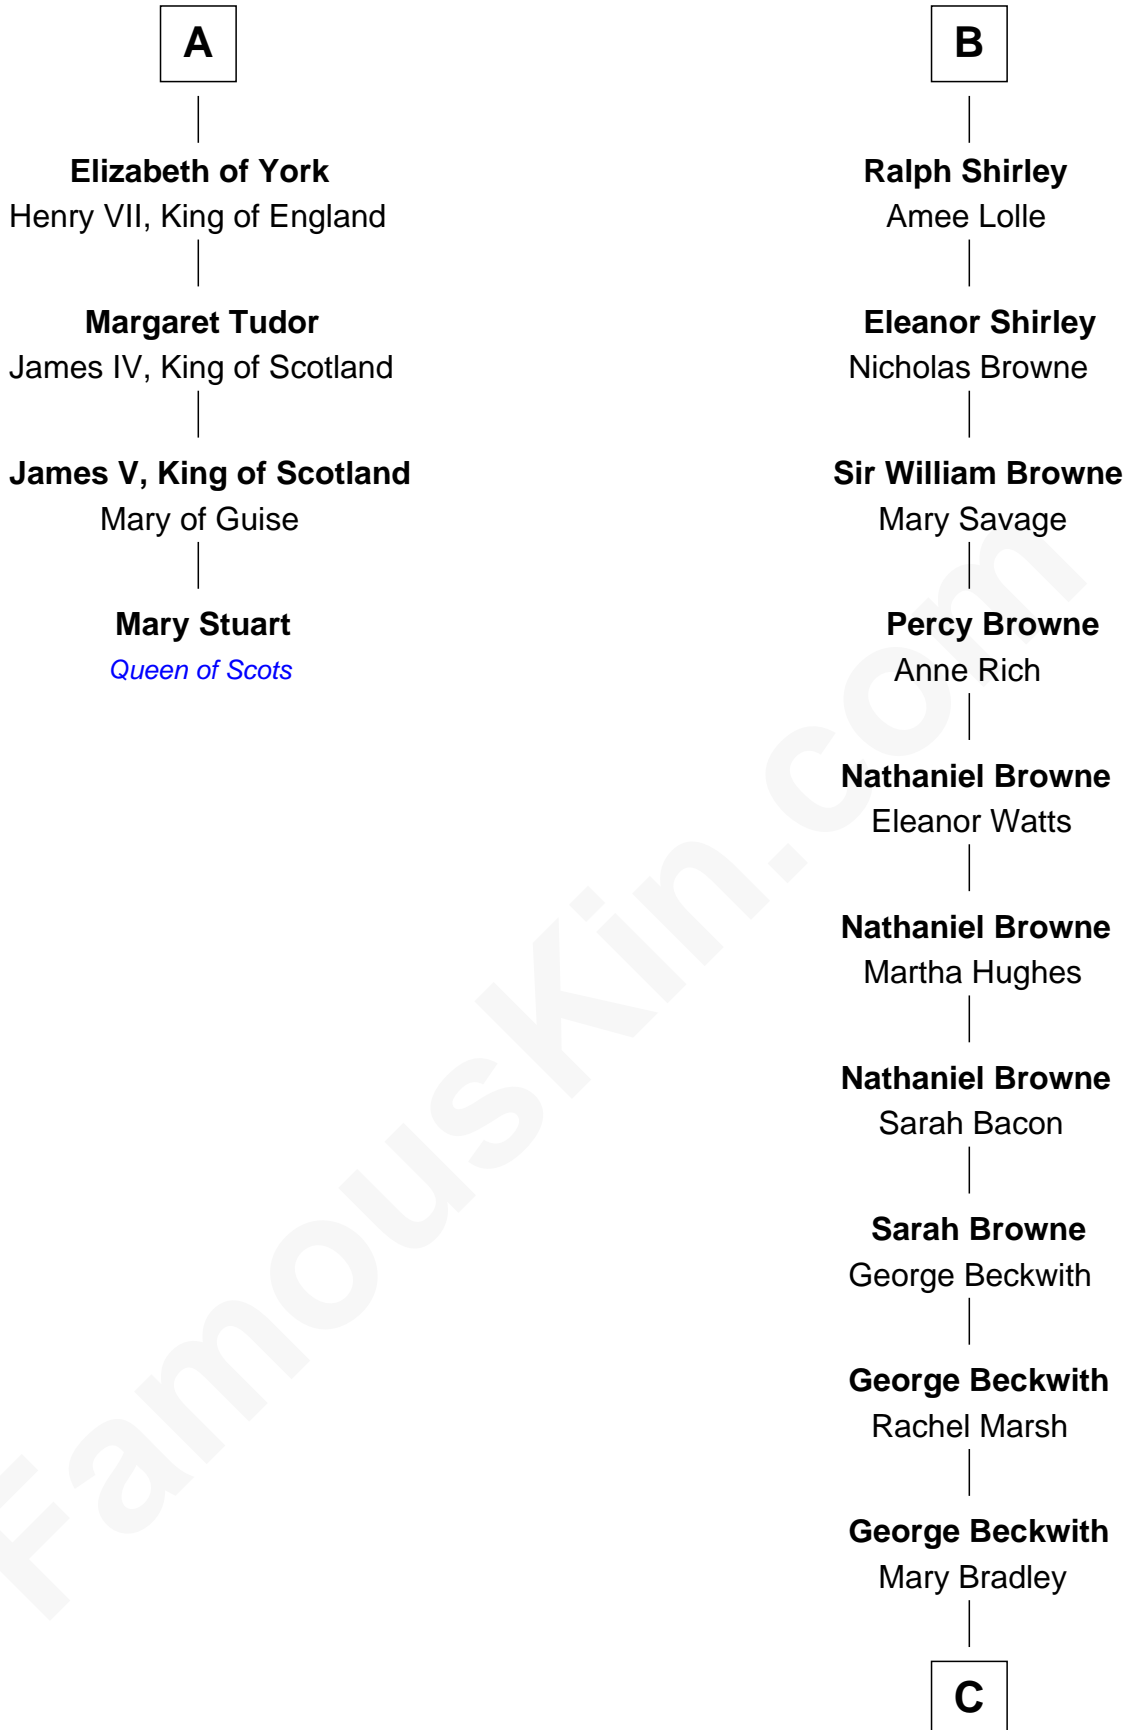 A
Elizabeth of York
Henry VII, King of England
Margaret Tudor
James IV, King of Scotland
James V, King of Scotland
Mary of Guise
Mary Stuart
Queen of Scots
B
Ralph Shirley
Amee Lolle
Eleanor Shirley
Nicholas Browne
Sir William Browne
Mary Savage
Percy Browne
Anne Rich
Nathaniel Browne
Eleanor Watts
Nathaniel Browne
Martha Hughes
Nathaniel Browne
Sarah Bacon
Sarah Browne
George Beckwith
George Beckwith
Rachel Marsh
George Beckwith
Mary Bradley
C
FamousKin.com